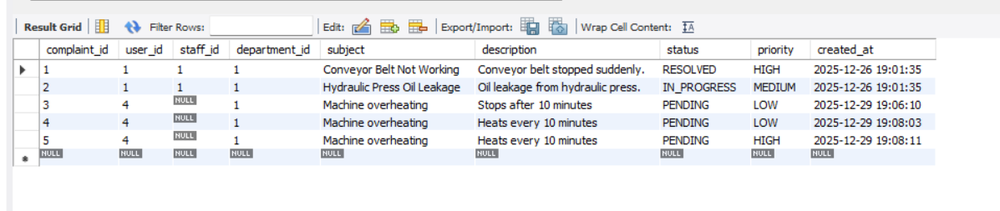 Result Grid Filter Rows: Edit: Export/Import: Wrap Cell Content: IA
complaint_id user_id staff_id department_id subject description status priority created_at
1 1 1 1 Conveyor Belt Not Working Conveyor belt stopped suddenly. RESOLVED HIGH 2025-12-26 19:01:35
2 1 1 1 Hydraulic Press Oil Leakage Oil leakage from hydraulic press. IN_PROGRESS MEDIUM 2025-12-26 19:01:35
3 4 NULL 1 Machine overheating Stops after 10 minutes PENDING LOW 2025-12-29 19:06:10
4 4 NULL 1 Machine overheating Heats every 10 minutes PENDING LOW 2025-12-29 19:08:03
5 4 NULL 1 Machine overheating Heats every 10 minutes PENDING HIGH 2025-12-29 19:08:11
NULL NULL NULL NULL NULL NULL NULL NULL NULL